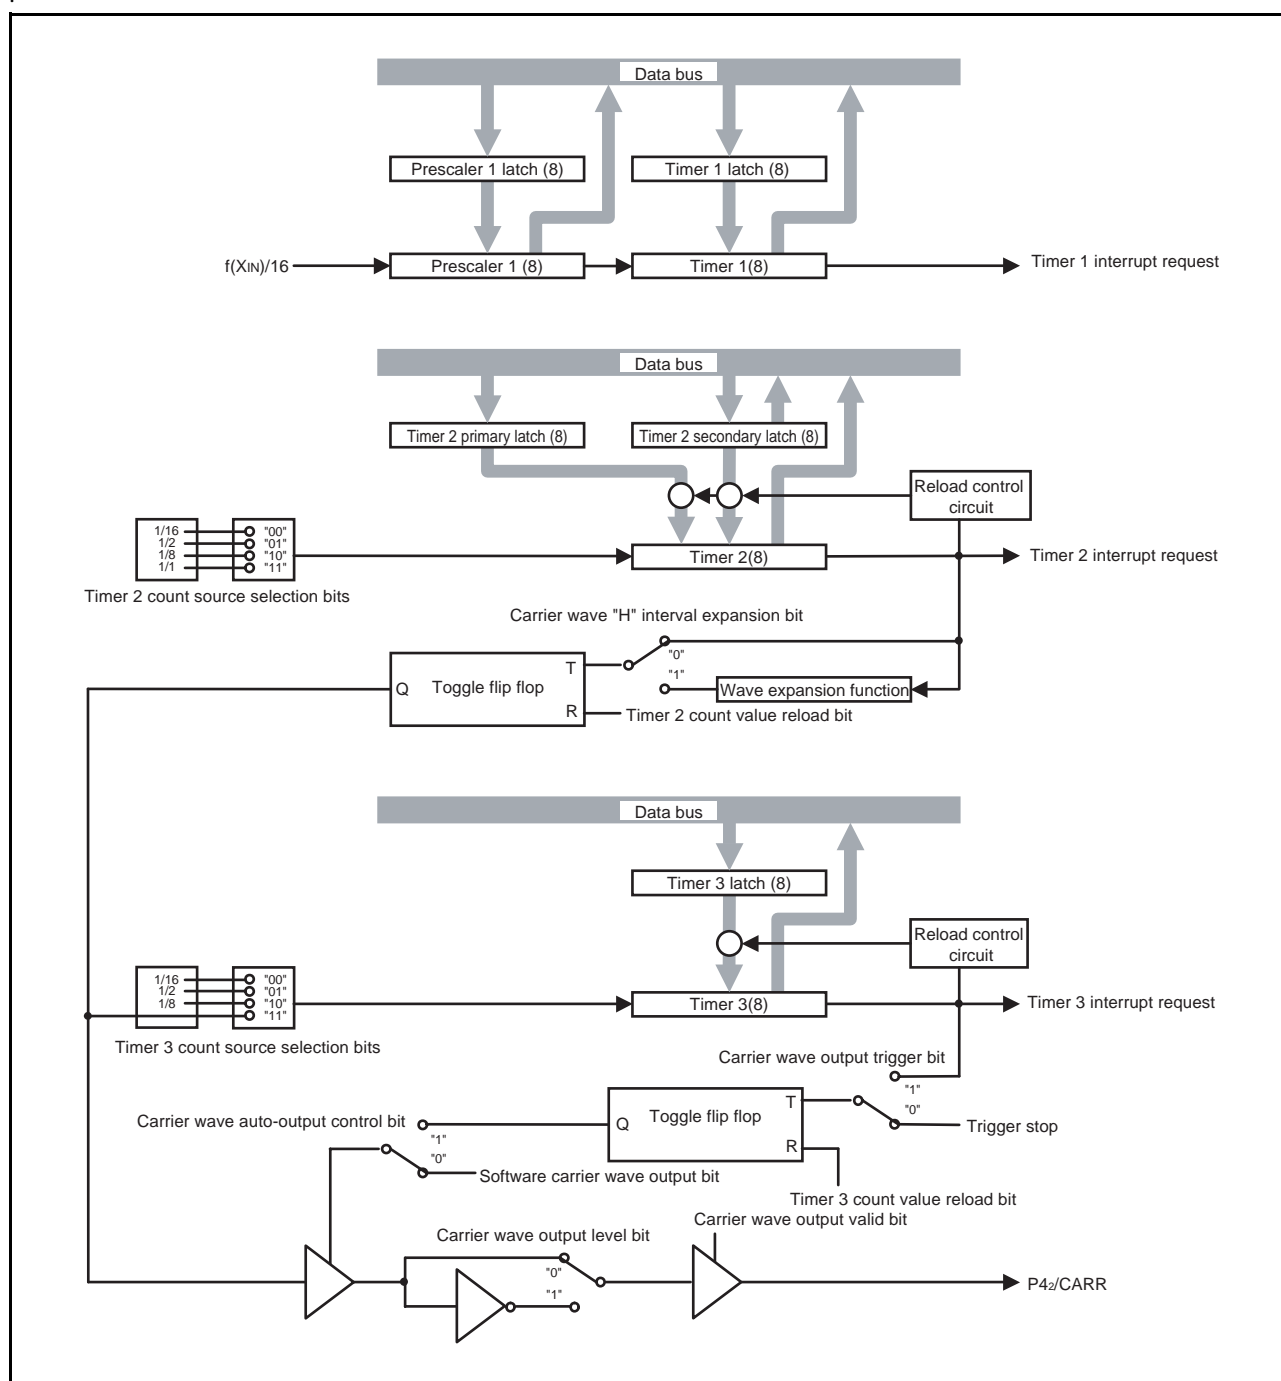 Data bus
Prescaler 1 latch (8)
Timer 1 latch (8)
f(XIN)/16
Prescaler 1 (8)
Timer 1(8)
Timer 1 interrupt request
Data bus
Timer 2 primary latch (8)
Timer 2 secondary latch (8)
Reload control
circuit
1/16
1/2
1/8
1/1
"00"
"01"
"10"
"11"
Timer 2(8)
Timer 2 interrupt request
Timer 2 count source selection bits
Carrier wave "H" interval expansion bit
"0"
"1"
T
Q
Toggle flip flop
R
Wave expansion function
Timer 2 count value reload bit
Data bus
Timer 3 latch (8)
Reload control
circuit
1/16
1/2
1/8
"00"
"01"
"10"
"11"
Timer 3(8)
Timer 3 interrupt request
Timer 3 count source selection bits
Carrier wave output trigger bit
"1"
"0"
Trigger stop
Carrier wave auto-output control bit
"1"
"0"
Software carrier wave output bit
Q
Toggle flip flop
T
R
Timer 3 count value reload bit
Carrier wave output valid bit
Carrier wave output level bit
"0"
"1"
P42/CARR